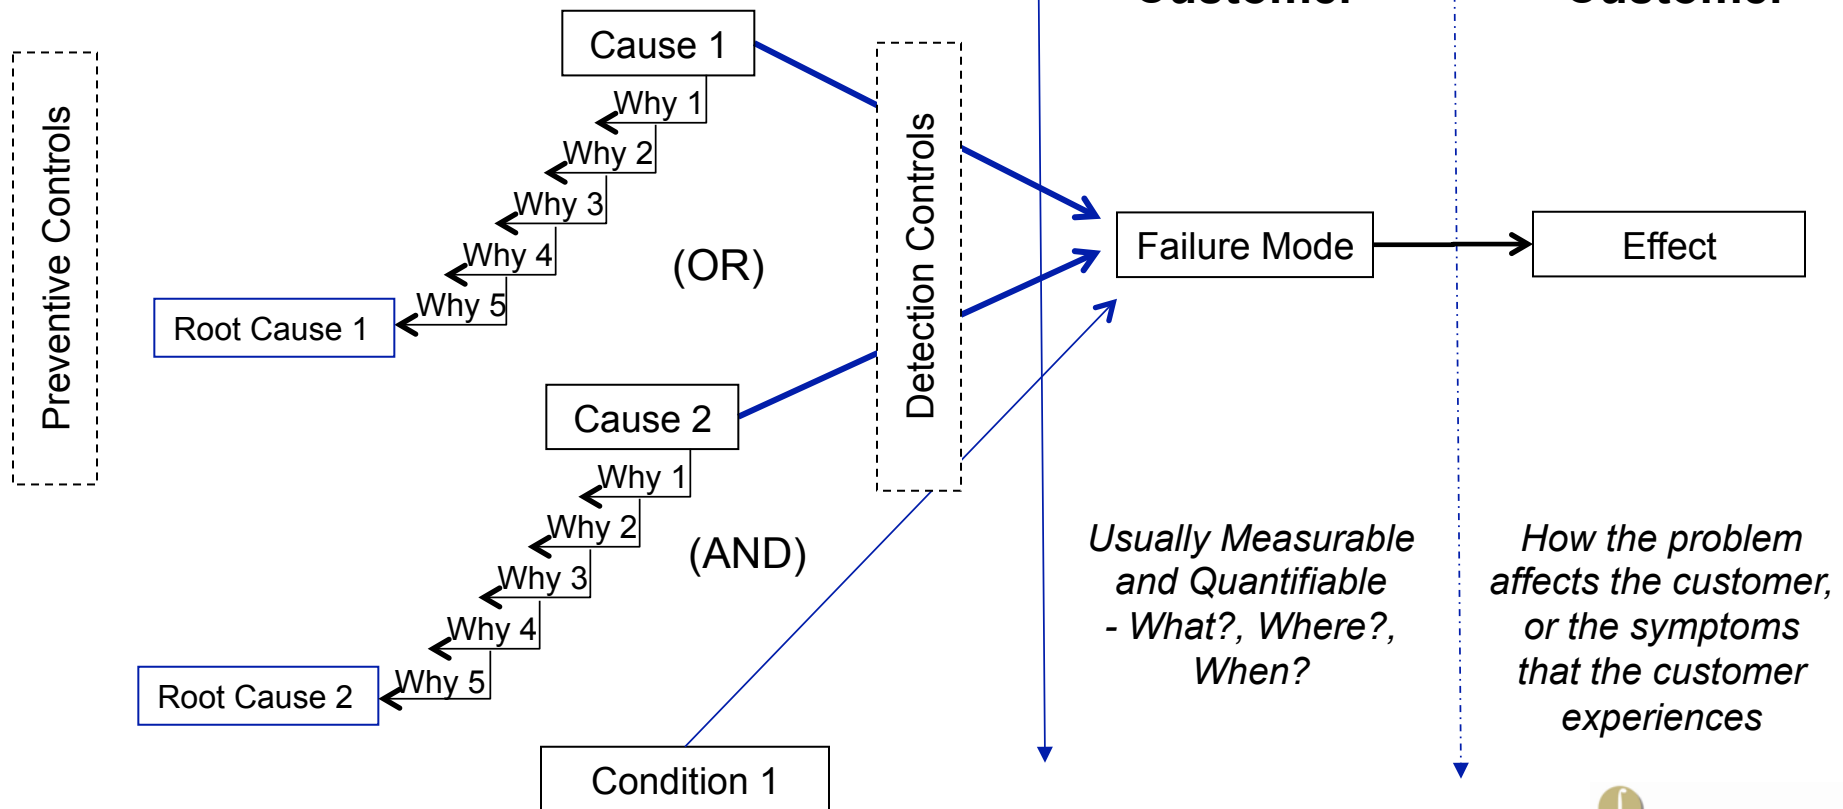 Customer
Customer
Cause 1
Why 1
Why 2
Why 3
Why 4
Why 5
Root Cause 1
Preventive Controls
(OR)
Detection Controls
Failure Mode
Effect
Cause 2
Why 1
Why 2
Why 3
Why 4
Why 5
Root Cause 2
(AND)
Condition 1
Usually Measurable
and Quantifiable
- What?, Where?,
When?
How the problem
affects the customer,
or the symptoms
that the customer
experiences